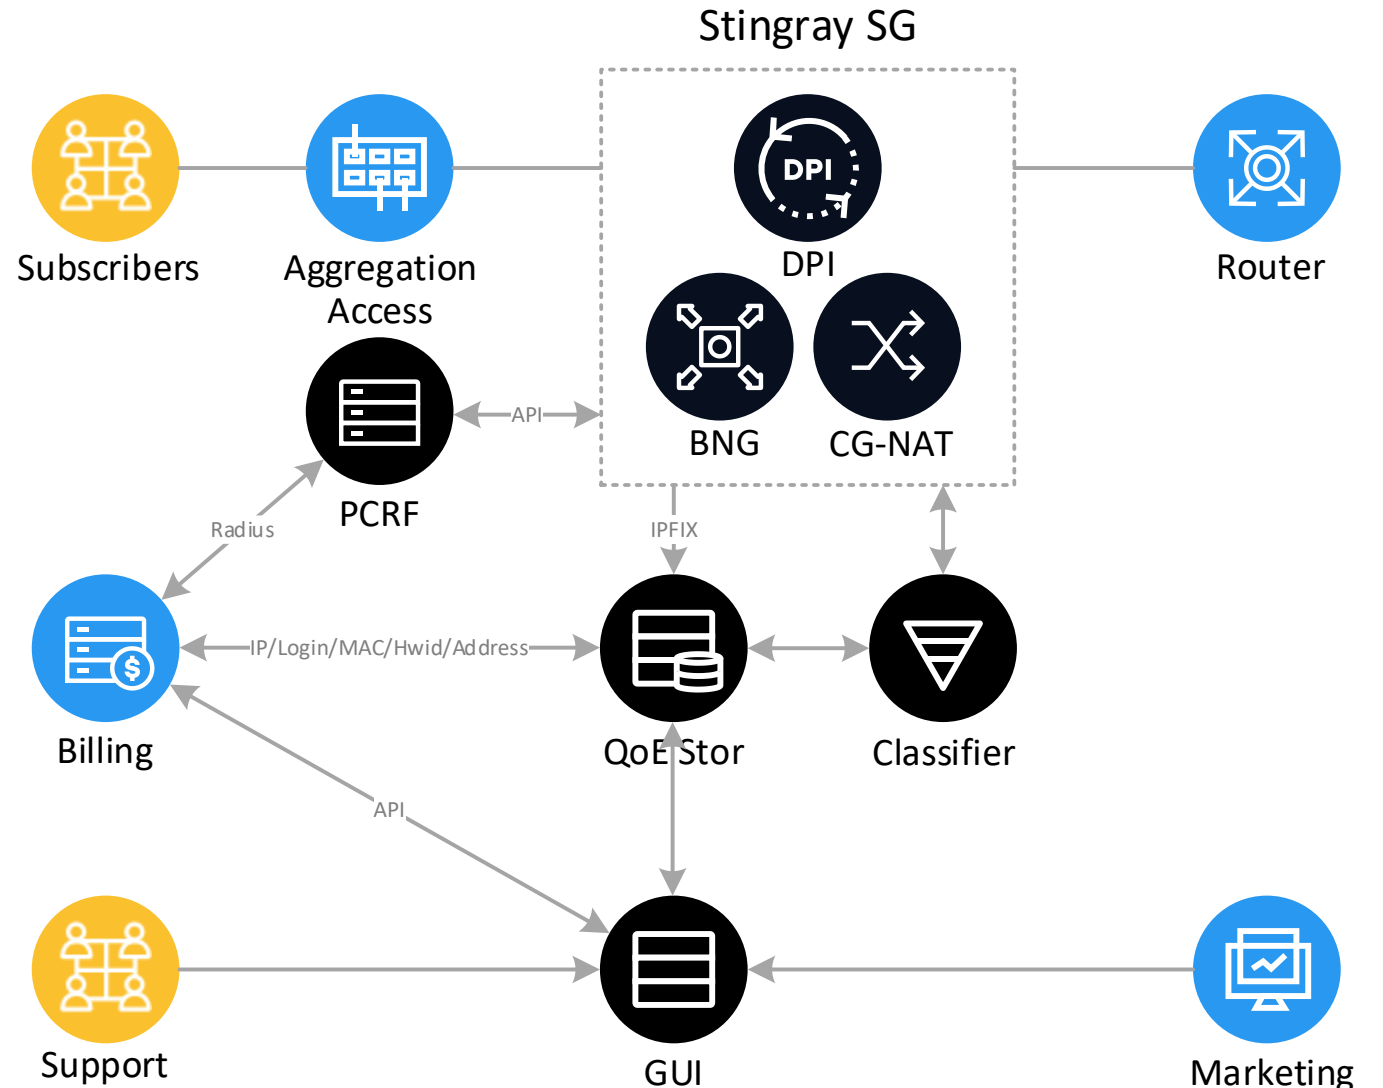 Stingray SG
DPI
Subscribers
Aggregation
Access
DPI
Router
BNG
CG-NAT
API
PCRF
Radius
IPFIX
$
IP/Login/MAC/Hwid/Address
Billing
QoE Stor
Classifier
API
Support
GUI
Marketing